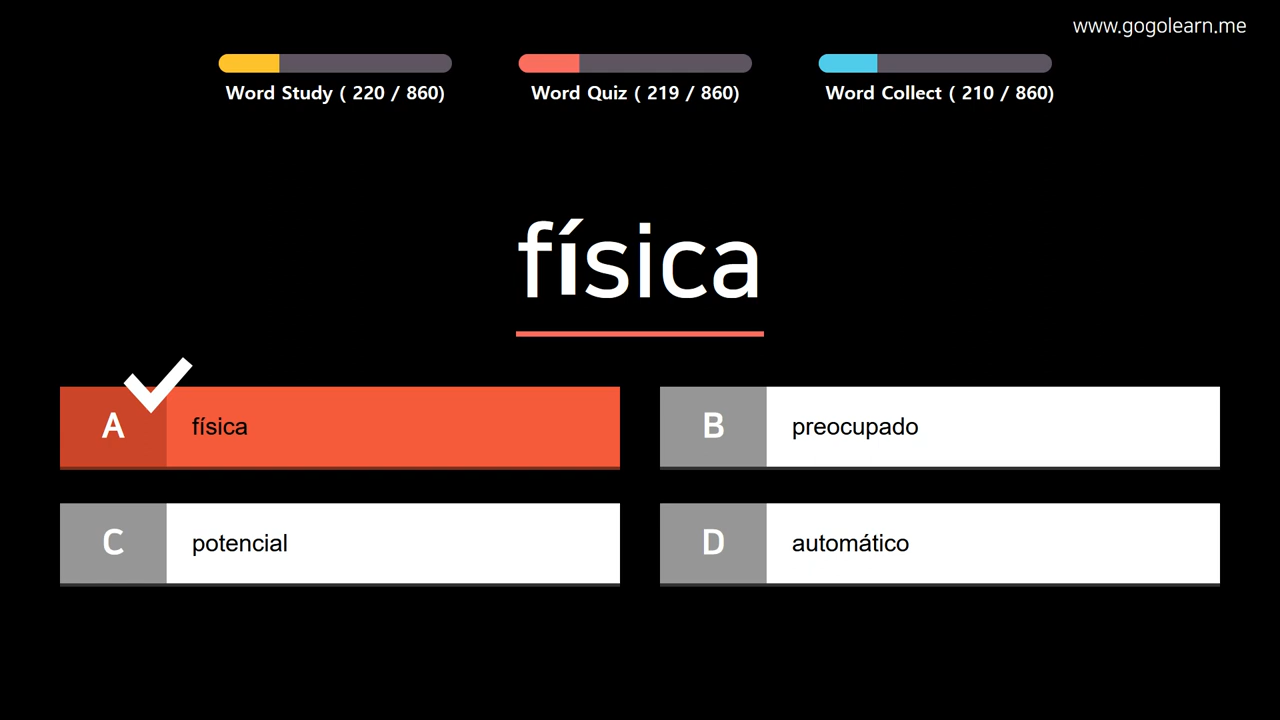 www.gogolearn.me
Word Study ( 220 / 860)
Word Quiz ( 219 / 860)
Word Collect ( 210 / 860)
física
A física
B preocupado
C potencial
D automático